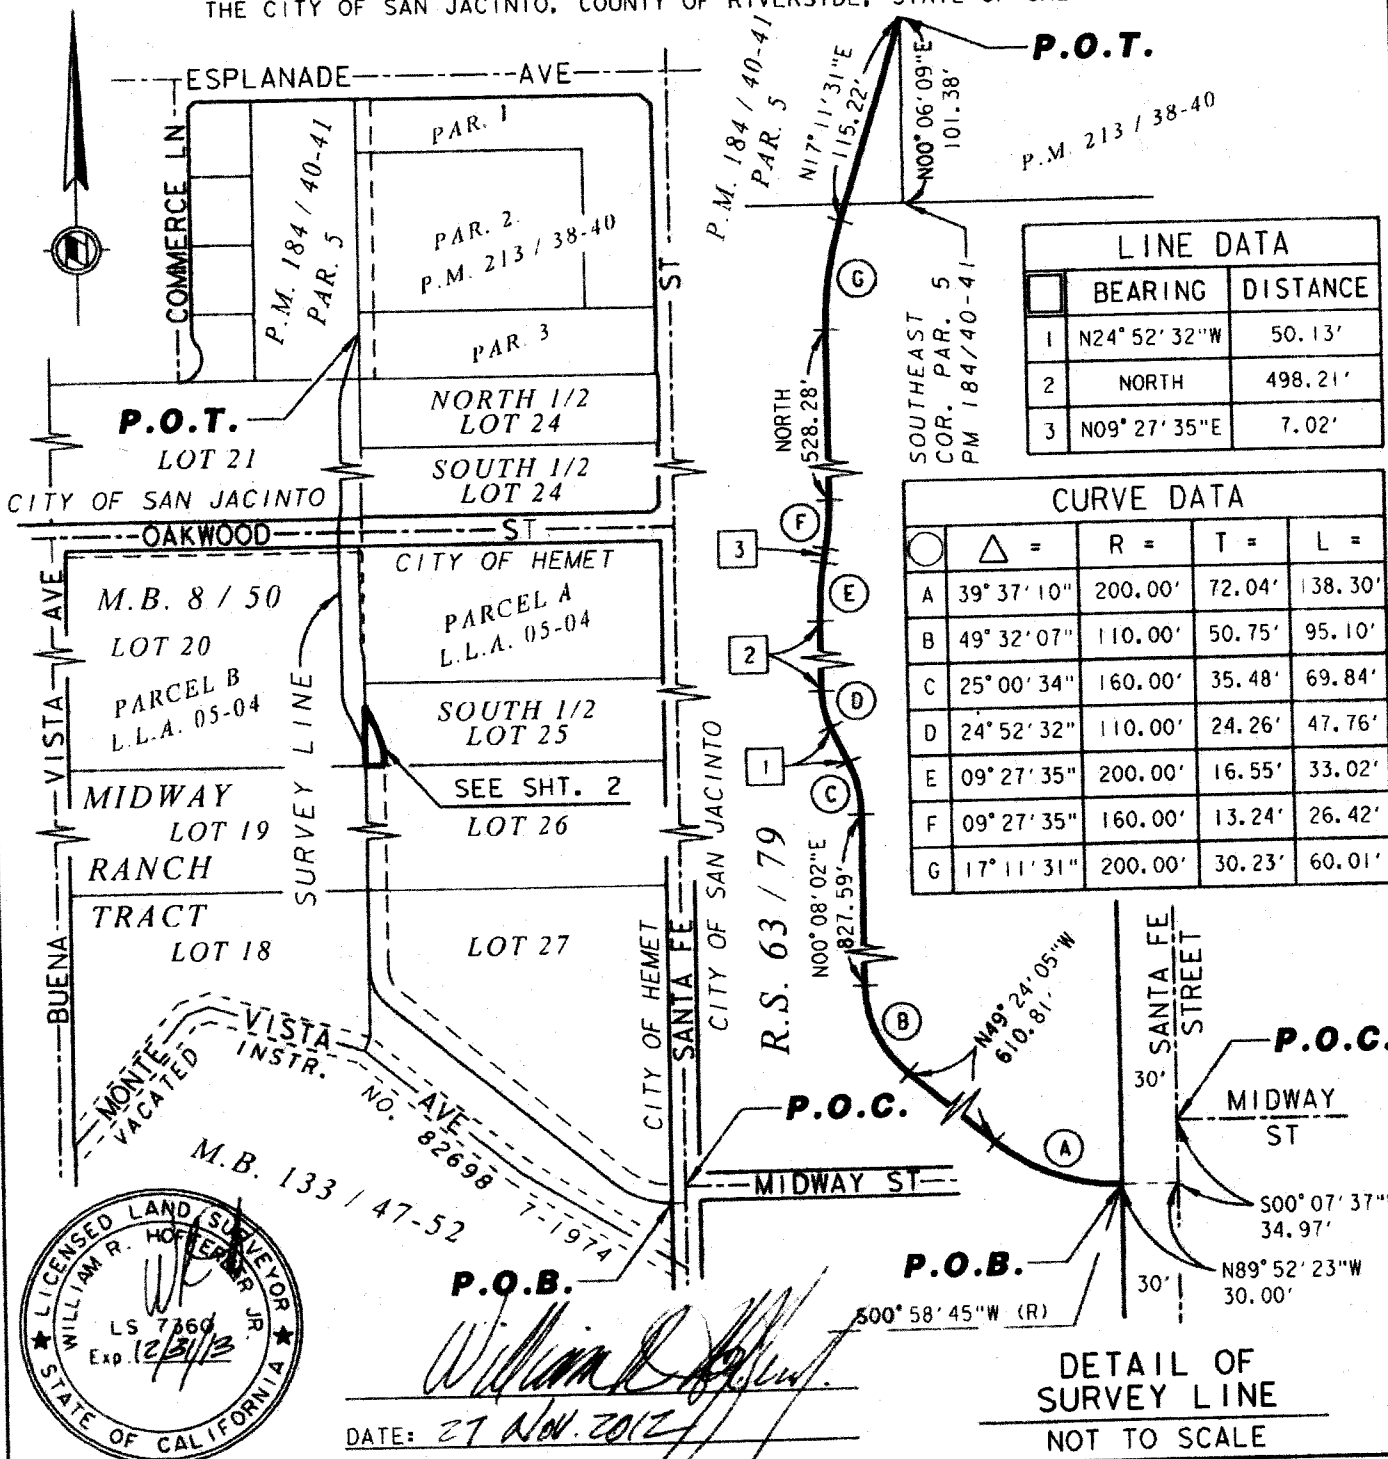 THE CITY OF SAN JACINTO, COUNTY OF RIVERSIDE, STATE OF
ESPLANADE AVE
COMMERCE LN
P.M. 184 / 40-41
PAR. 5
PAR. 1
PAR. 2
P.M. 213 / 38-40
PAR. 3
ST
P.O.T.
LOT 21
NORTH 1/2
LOT 24
SOUTH 1/2
LOT 24
CITY OF SAN JACINTO
OAKWOOD ST
CITY OF HEMET
M.B. 8 / 50
LOT 20
PARCEL B
L.L.A. 05-04
PARCEL A
L.L.A. 05-04
SOUTH 1/2
LOT 25
SEE SHT. 2
MIDWAY
LOT 19
RANCH
TRACT
LOT 18
LOT 26
LOT 27
SURVEY LINE
BUENA VISTA AVE
MONTE VISTA AVE
VACATED INSTR. NO. 82698 7-1974
M.B. 133 / 47-52
CITY OF HEMET
SANTA FE
CITY OF SAN JACINTO
R.S. 63 / 79
P.O.C.
MIDWAY ST
P.O.B.
P.M. 184 / 40-41
PAR. 5
N17°11'31"E
115.22'
N00°06'09"E
101.38'
P.O.T.
P.M. 213 / 38-40
G
SOUTHEAST
COR. PAR. 5
PM 184/40-41
NORTH
528.28'
F
3
E
2
D
1
C
N00°08'02"E
827.59'
B
N49°24'05"W
610.81'
A
LINE DATA
BEARING DISTANCE
1 N24°52'32"W 50.13'
2 NORTH 498.21'
3 N09°27'35"E 7.02'
CURVE DATA
△ = R = T = L =
A 39°37'10" 200.00' 72.04' 138.30'
B 49°32'07" 110.00' 50.75' 95.10'
C 25°00'34" 160.00' 35.48' 69.84'
D 24°52'32" 110.00' 24.26' 47.76'
E 09°27'35" 200.00' 16.55' 33.02'
F 09°27'35" 160.00' 13.24' 26.42'
G 17°11'31" 200.00' 30.23' 60.01'
SANTA FE
STREET
30'
P.O.C.
MIDWAY
ST
S00°07'37"
34.97'
N89°52'23"W
30.00'
30'
P.O.B.
S00°58'45"W (R)
DETAIL OF
SURVEY LINE
NOT TO SCALE
LICENSED LAND SURVEYOR
WILLIAM R. JR.
LS 7360
Exp. 12/31/13
STATE OF CALIFORNIA
DATE: 27 Nov. 2012